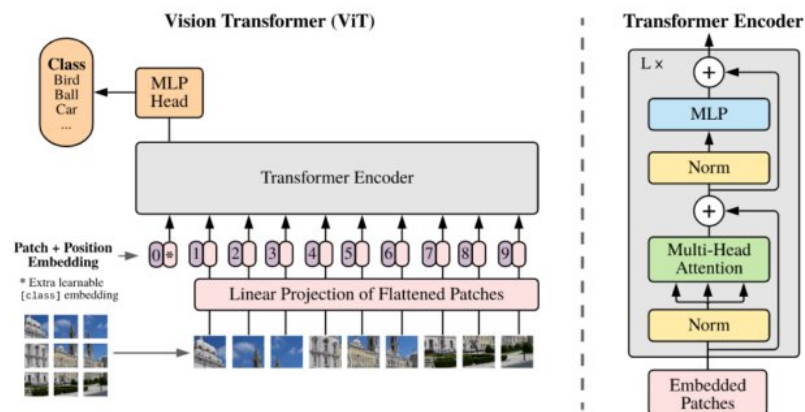 Vision Transformer (ViT)
Class
Bird
Ball
Car
...
MLP
Head
Transformer Encoder
Patch + Position
Embedding
0 * 1 2 3 4 5 6 7 8 9
* Extra learnable
[class] embedding
Linear Projection of Flattened Patches
Transformer Encoder
L x
+
MLP
Norm
+
Multi-Head
Attention
Norm
Embedded
Patches